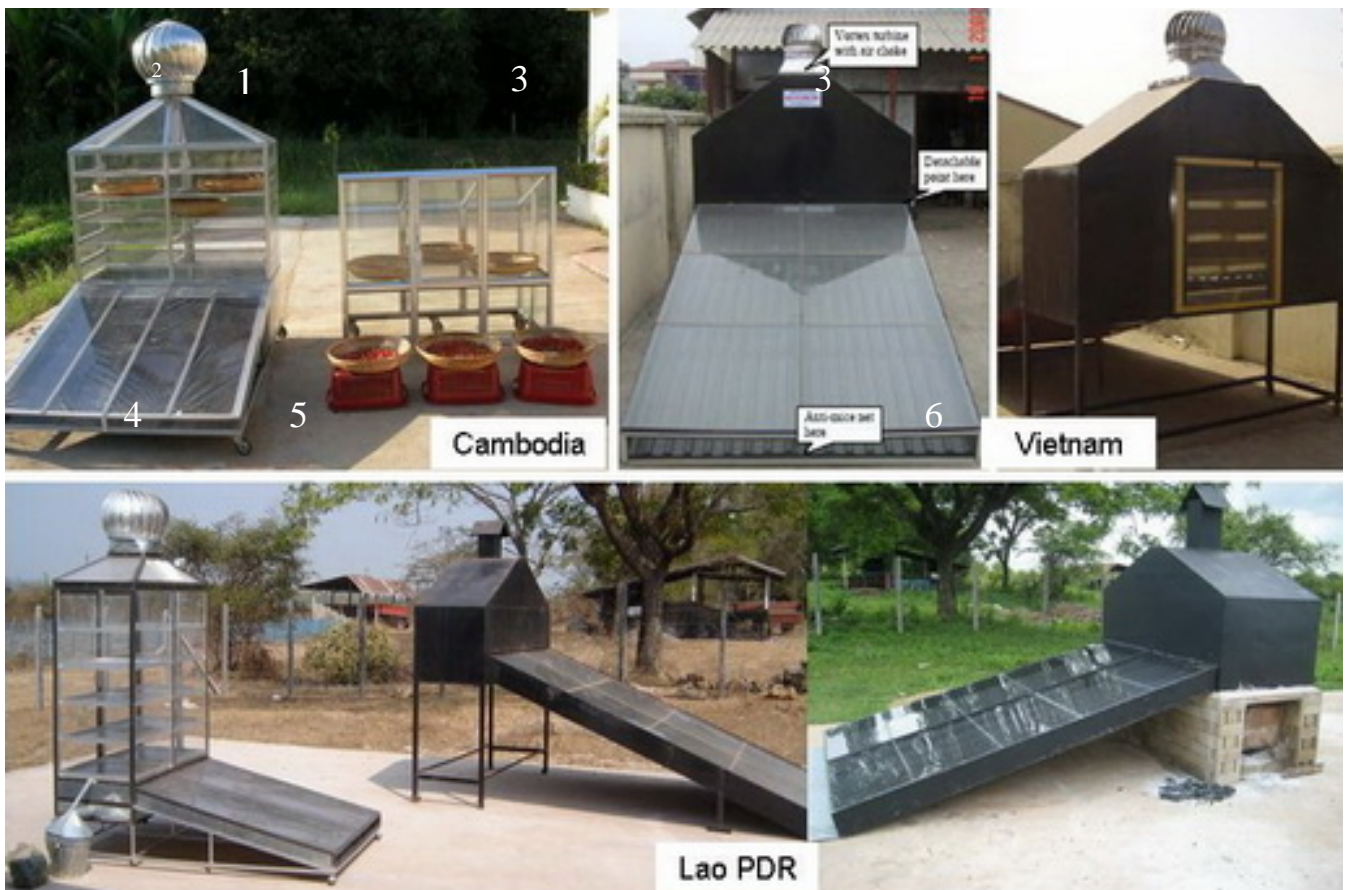 2
1
3
Vortex turbine
with air choke
3
Detachable
point here
4
5
Anti-mice net
here
6
Cambodia
Vietnam
Lao PDR